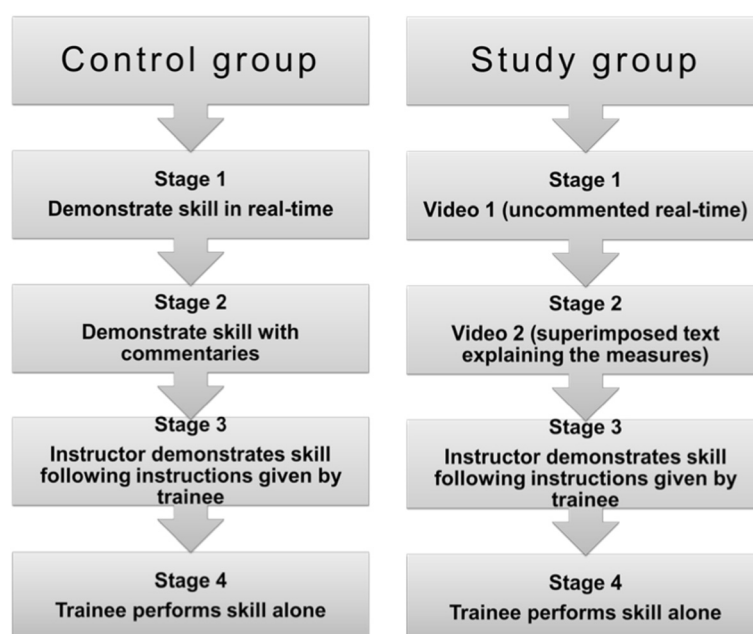 Control group
Stage 1
Demonstrate skill in real-time
Stage 2
Demonstrate skill with
commentaries
Stage 3
Instructor demonstrates skill
following instructions given by
trainee
Stage 4
Trainee performs skill alone
Study group
Stage 1
Video 1 (uncommented real-time)
Stage 2
Video 2 (superimposed text
explaining the measures)
Stage 3
Instructor demonstrates skill
following instructions given by
trainee
Stage 4
Trainee performs skill alone